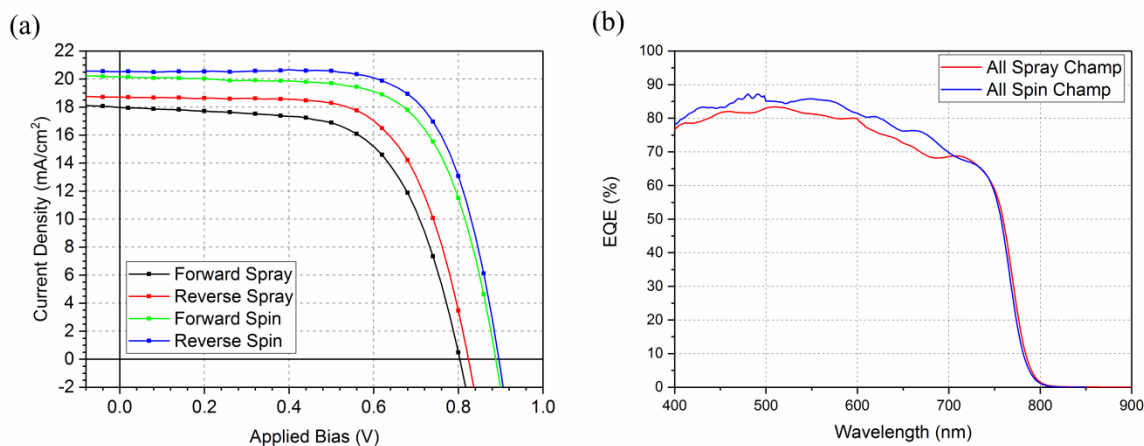 (a)
22
20
18
16
14
12
10
8
6
4
2
0
-2
Current Density (mA/cm²)
Forward Spray
Reverse Spray
Forward Spin
Reverse Spin
0.0 0.2 0.4 0.6 0.8 1.0
Applied Bias (V)
(b)
100
90
80
70
60
50
40
30
20
10
0
EQE (%)
All Spray Champ
All Spin Champ
400 500 600 700 800 900
Wavelength (nm)